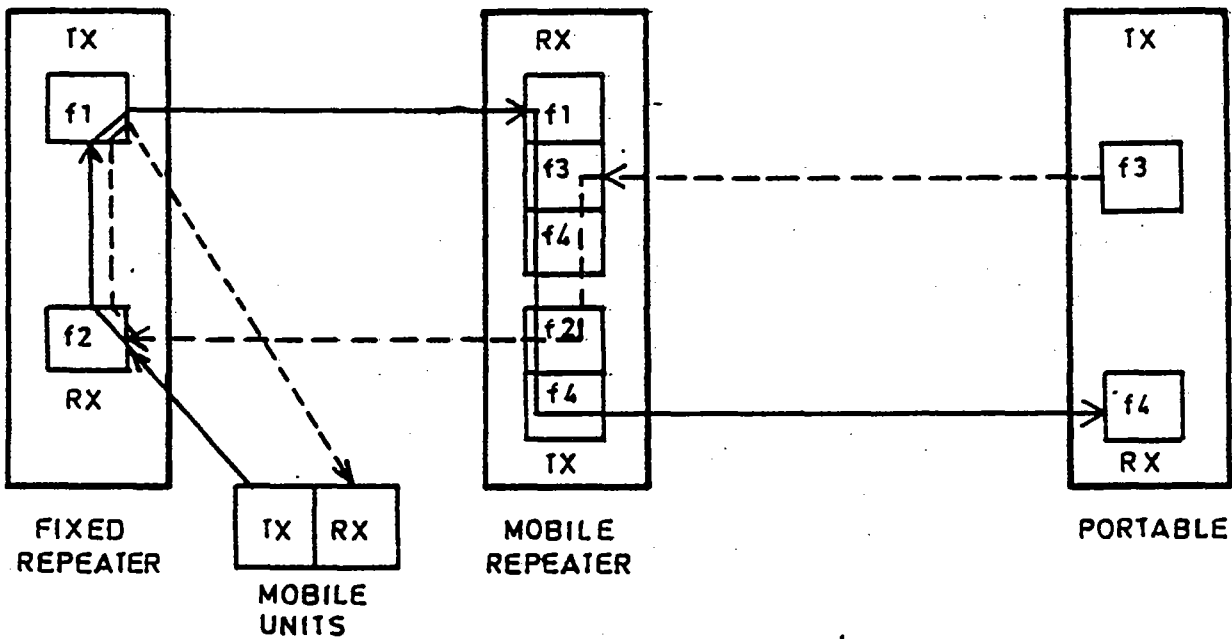 TX
f1
f2
RX
FIXED
REPEATER
TX RX
MOBILE
UNITS
RX
f1
f3
f4
f2
f4
TX
MOBILE
REPEATER
TX
f3
f4
RX
PORTABLE